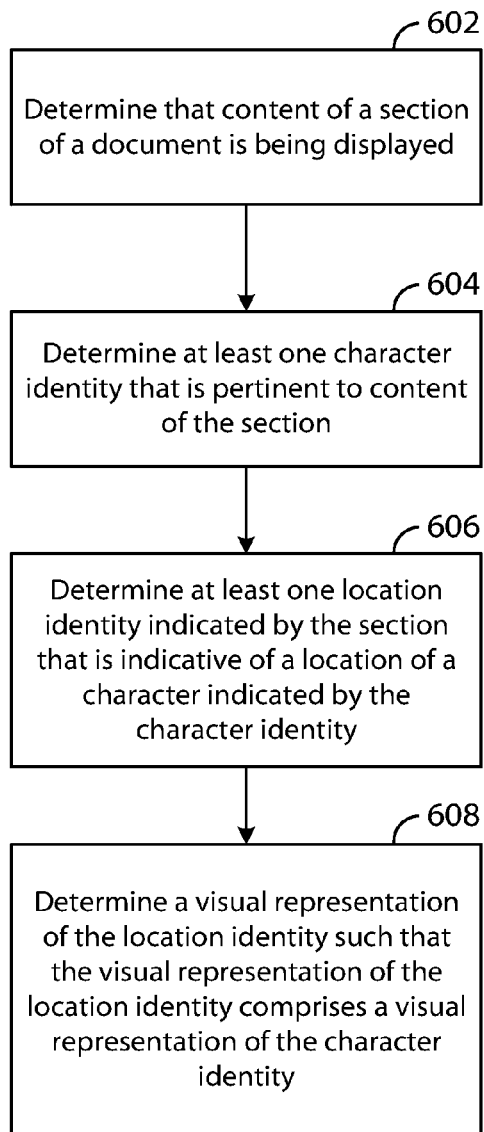 602
Determine that content of a section
of a document is being displayed
604
Determine at least one character
identity that is pertinent to content
of the section
606
Determine at least one location
identity indicated by the section
that is indicative of a location of a
character indicated by the
character identity
608
Determine a visual representation
of the location identity such that
the visual representation of the
location identity comprises a visual
representation of the character
identity